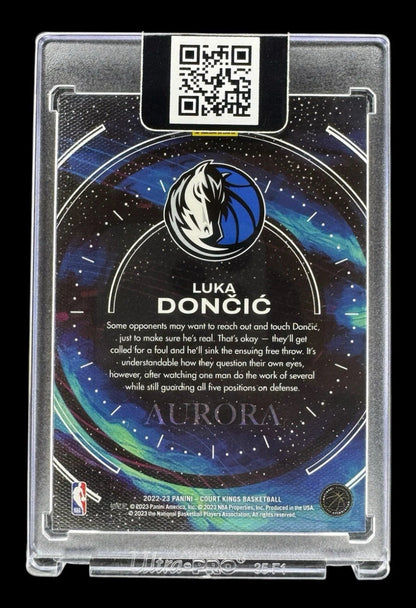 LUKA
DONČIĆ
Some opponents may want to reach out and touch Dončić,
just to make sure he's real. That's okay — they'll get
called for a foul and he'll sink the ensuing free throw. It's
understandable how they question their own eyes,
however, after watching one man do the work of several
while still guarding all five positions on defense.
AURORA
2022-23 PANINI – COURT KINGS BASKETBALL
© 2023 Panini America, Inc. © 2023 NBA Properties, Inc. Produced in the USA.
© 2023 the National Basketball Players Association. All rights reserved.
NBA
Ultra·PRO